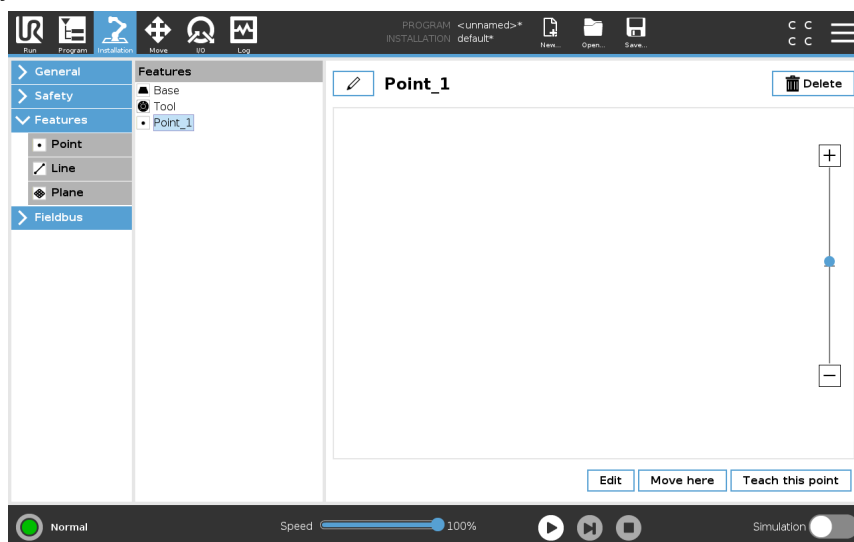 UR
PROGRAM <unnamed>*
INSTALLATION default*
Run Program Installation Move I/O Log New... Open... Save...
C C
C C
General
Safety
Features
Point
Line
Plane
Fieldbus
Features
Base
Tool
Point_1
Point_1
Delete
+
−
Edit Move here Teach this point
Normal Speed 100% Simulation